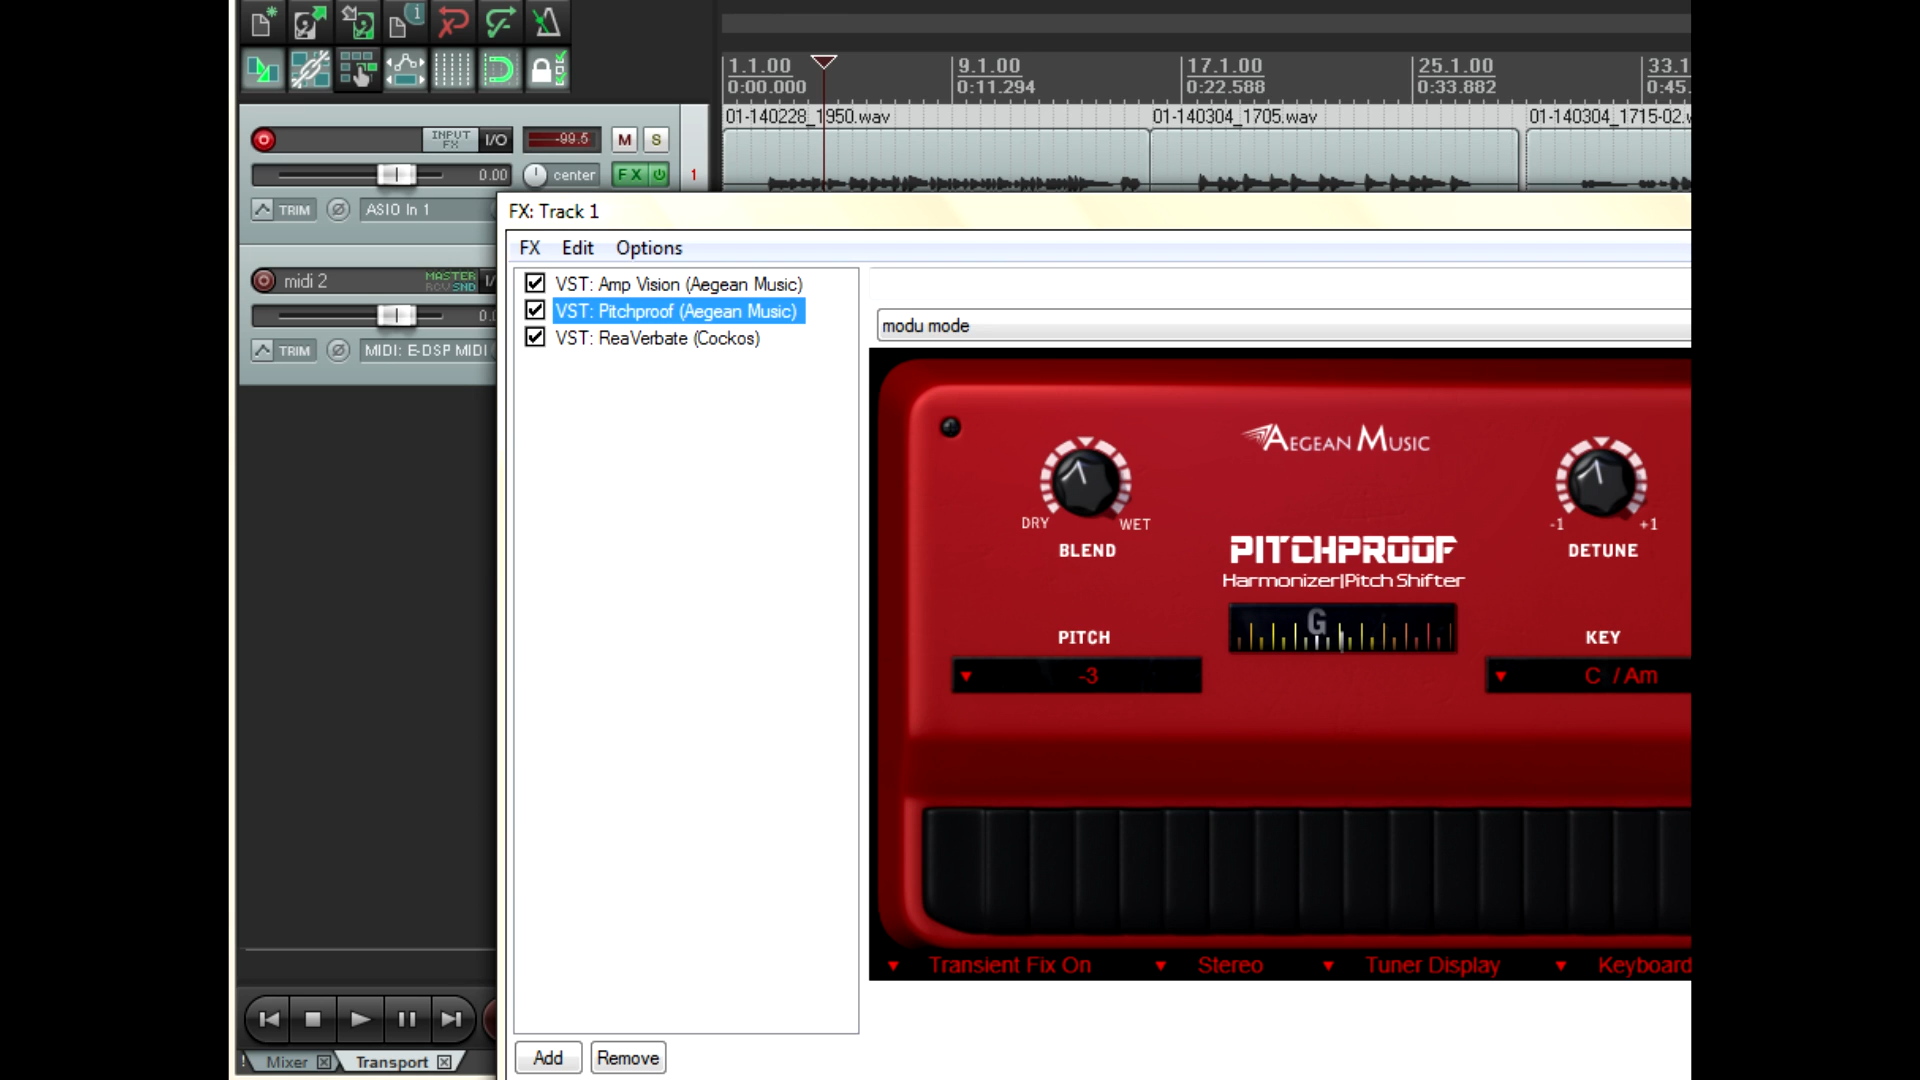 1.1.00
0:00.000
9.1.00
0:11.294
17.1.00
0:22.588
25.1.00
0:33.882
33.1
0:45.
01-140228_1950.wav
01-140304_1705.wav
01-140304_1715-02.w
INPUT
FX
I/O
-99.5
M
S
0.00
center
FX
1
TRIM
ASIO In 1
midi 2
MASTER
RCV SND
I/
0.0
TRIM
MIDI: E-DSP MIDI
FX: Track 1
FX
Edit
Options
VST: Amp Vision (Aegean Music)
VST: Pitchproof (Aegean Music)
VST: ReaVerbate (Cockos)
modu mode
AEGEAN MUSIC
DRY
WET
BLEND
-1
+1
DETUNE
PITCHPROOF
Harmonizer|Pitch Shifter
G
PITCH
-3
KEY
C / Am
Transient Fix On
Stereo
Tuner Display
Keyboard
Add
Remove
! Mixer
Transport